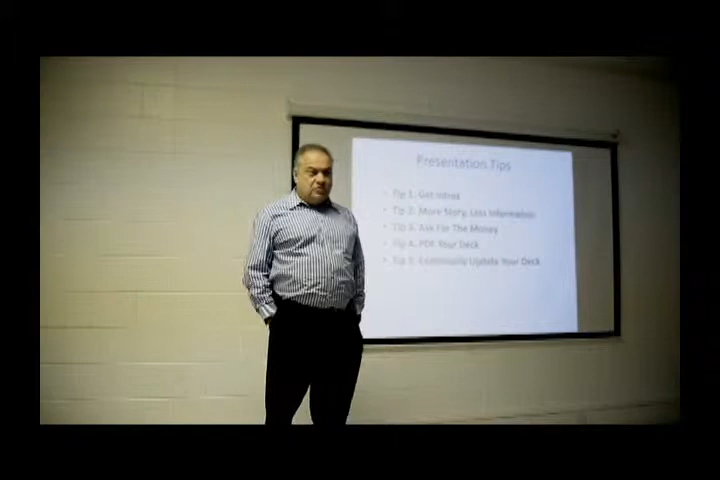 Presentation Tips
• Tip 1. Get Intros
• Tip 2. More Story, Less Information
• Tip 3. Ask For The Money
• Tip 4. PDF Your Deck
• Tip 5. Continually Update Your Deck